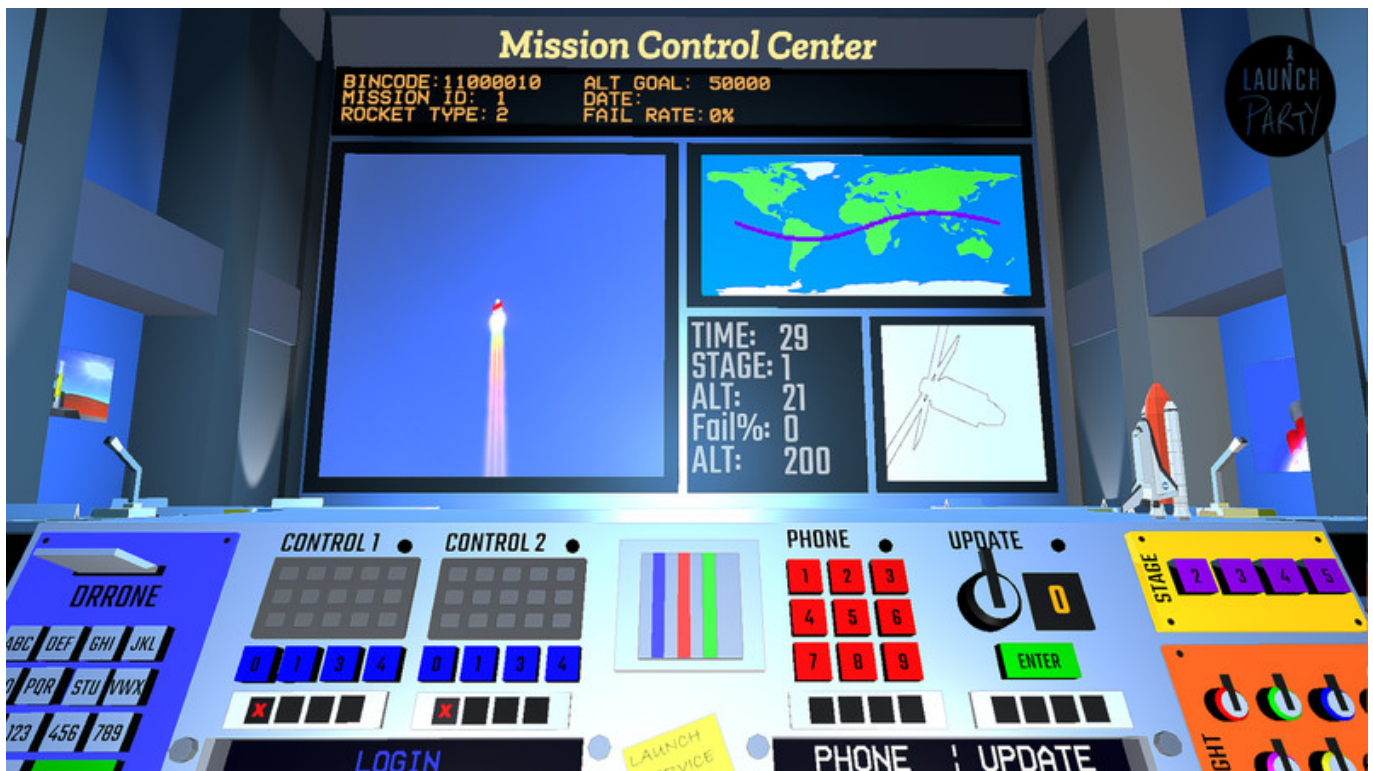 Mission Control Center
LAUNCH
PARTY
BINCODE:11000010 ALT GOAL: 50000
MISSION ID: 1 DATE:
ROCKET TYPE: 2 FAIL RATE:0%
TIME: 29
STAGE: 1
ALT: 21
Fail%: 0
ALT: 200
CONTROL 1
CONTROL 2
PHONE
UPDATE
DRRONE
STAGE
2 3 4 5
1 2 3
4 5 6
7 8 9
0
ENTER
ABC DEF GHI JKL
PQR STU VWX
123 456 789
0 1 3 4
0 1 3 4
X
X
LOGIN
LAUNCH
PHONE ¦ UPDATE